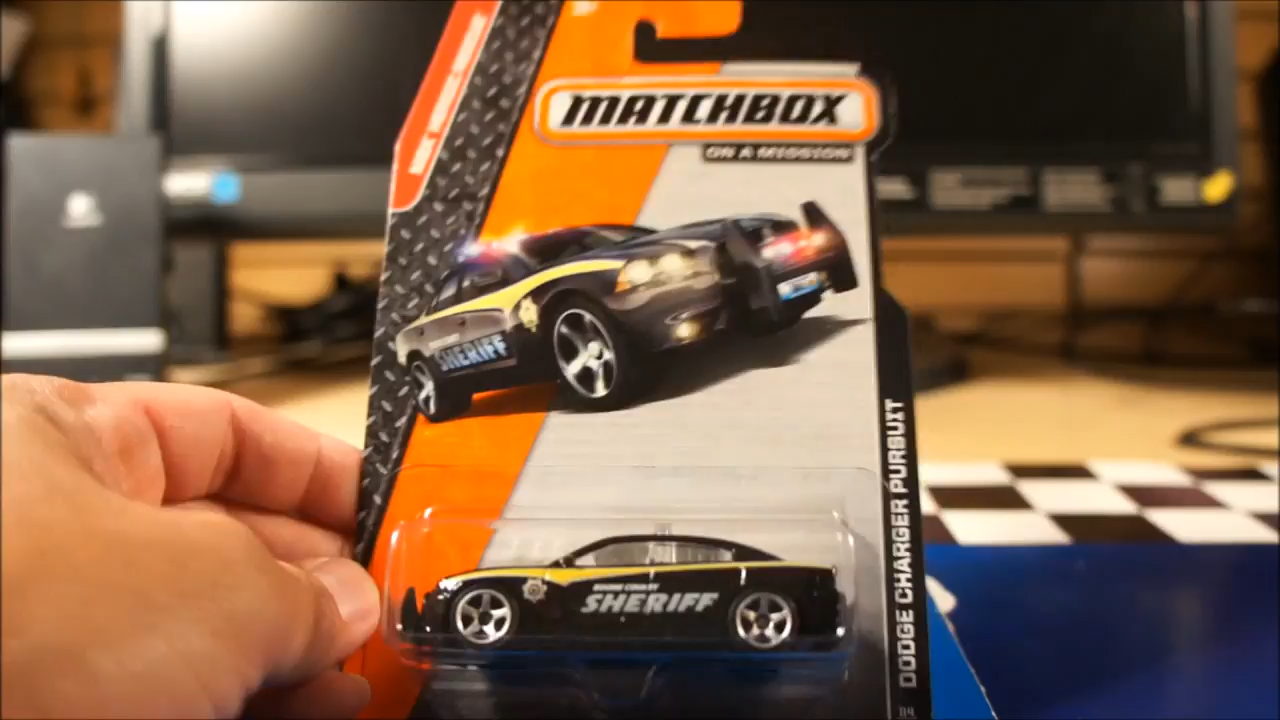 MATCHBOX
ON A MISSION
SHERIFF
DODGE CHARGER PURSUIT
SHERIFF